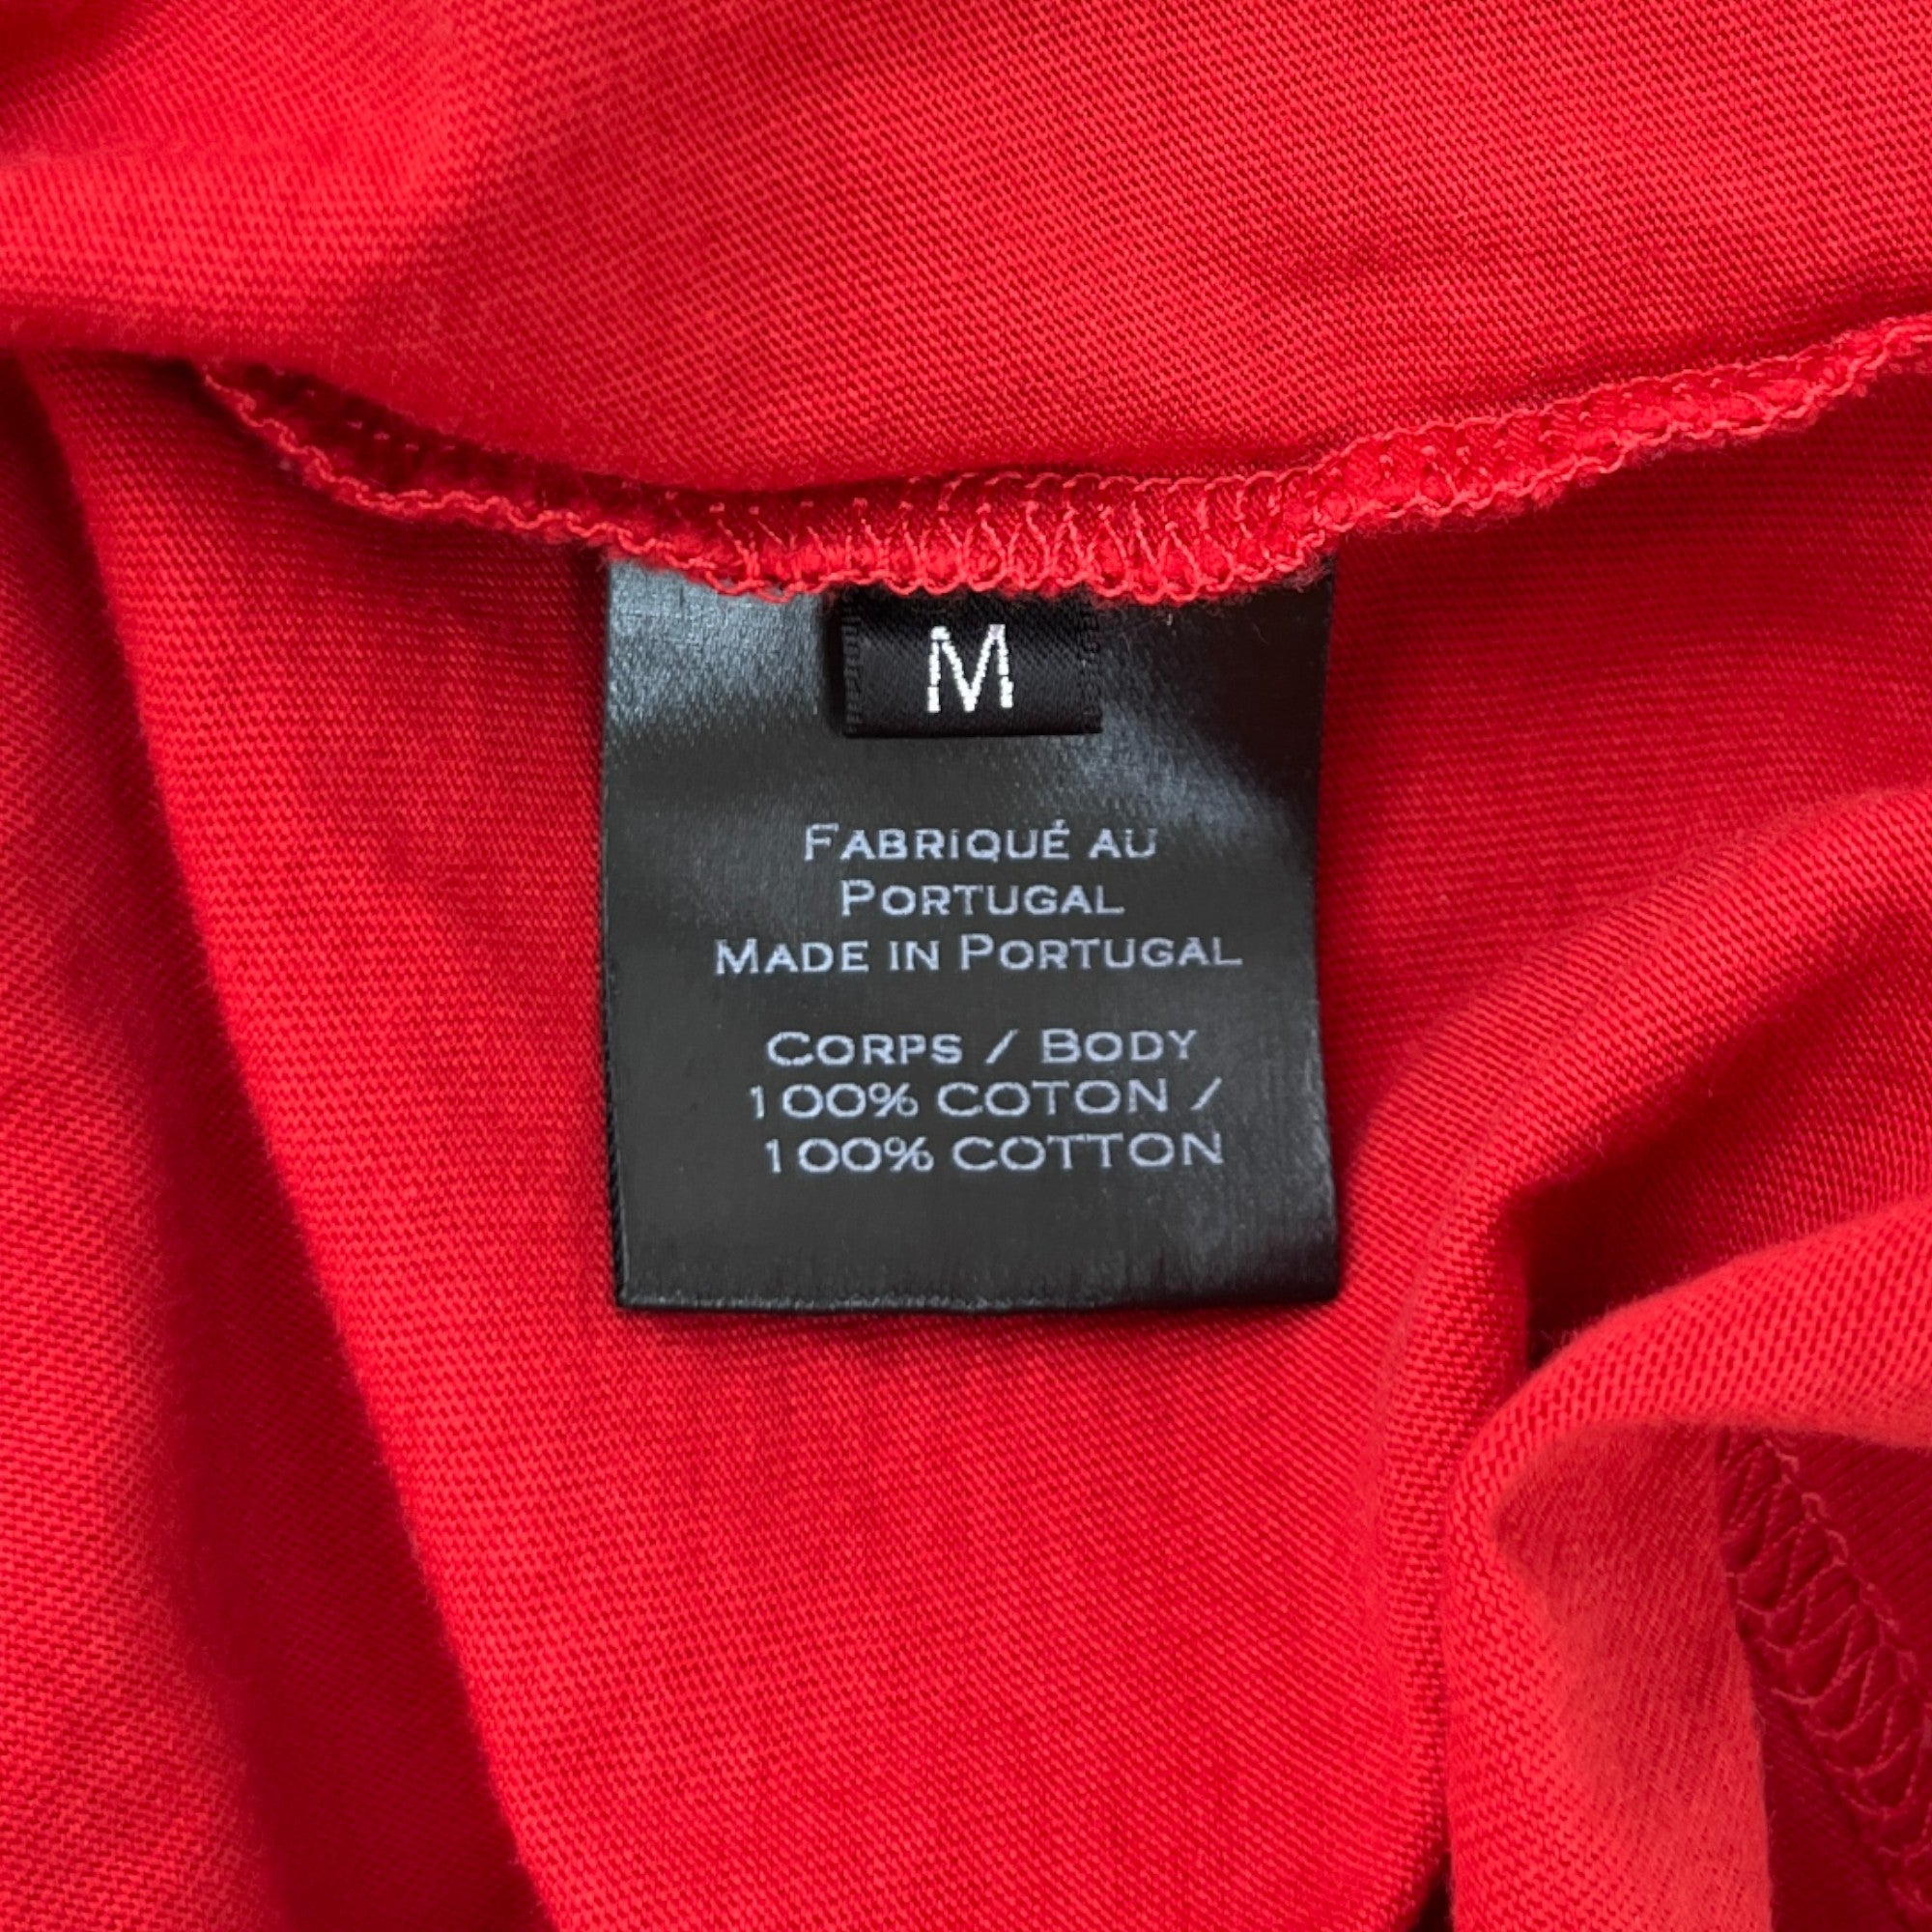 M
FABRIQUÉ AU
PORTUGAL
MADE IN PORTUGAL
CORPS / BODY
100% COTON /
100% COTTON